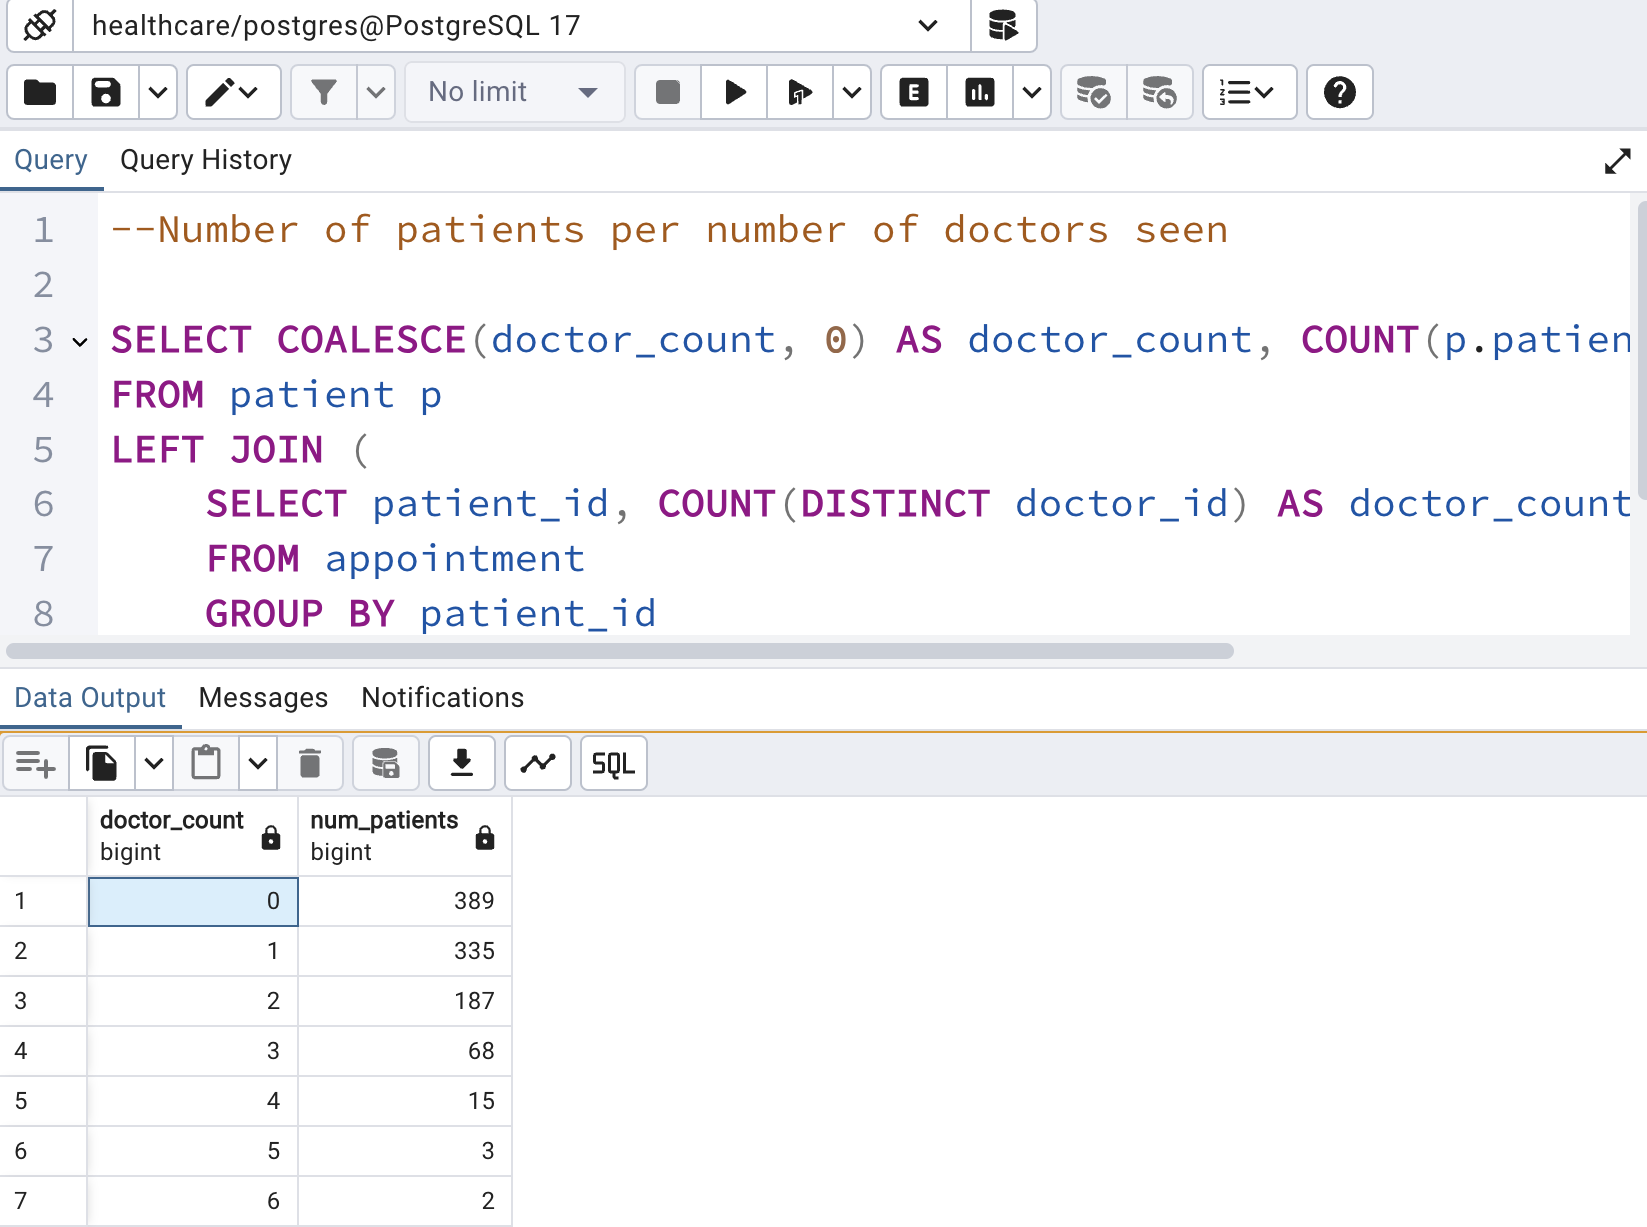 healthcare/postgres@PostgreSQL 17
No limit
E
Query Query History
1 --Number of patients per number of doctors seen
2
3 SELECT COALESCE(doctor_count, 0) AS doctor_count, COUNT(p.patien
4 FROM patient p
5 LEFT JOIN (
6 SELECT patient_id, COUNT(DISTINCT doctor_id) AS doctor_count
7 FROM appointment
8 GROUP BY patient_id
Data Output Messages Notifications
SQL
doctor_count num_patients
bigint bigint
1 0 389
2 1 335
3 2 187
4 3 68
5 4 15
6 5 3
7 6 2